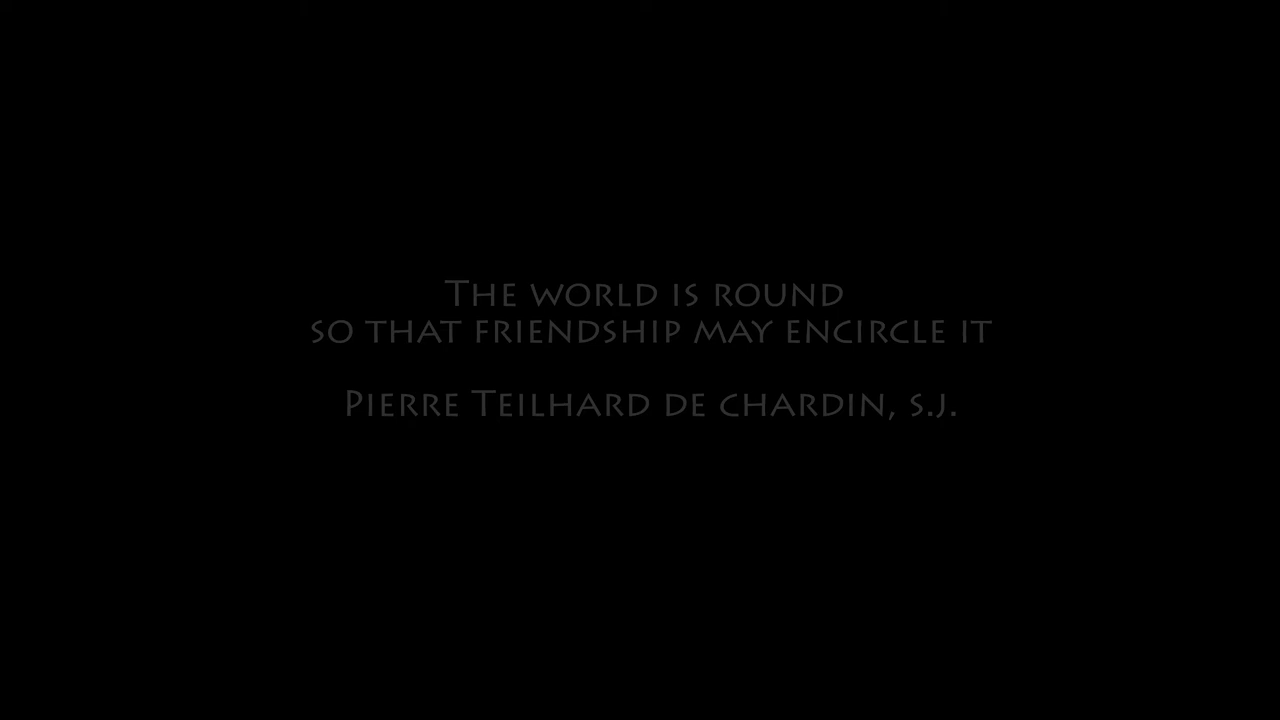 The world is round
so that friendship may encircle it
Pierre Teilhard de chardin, s.j.